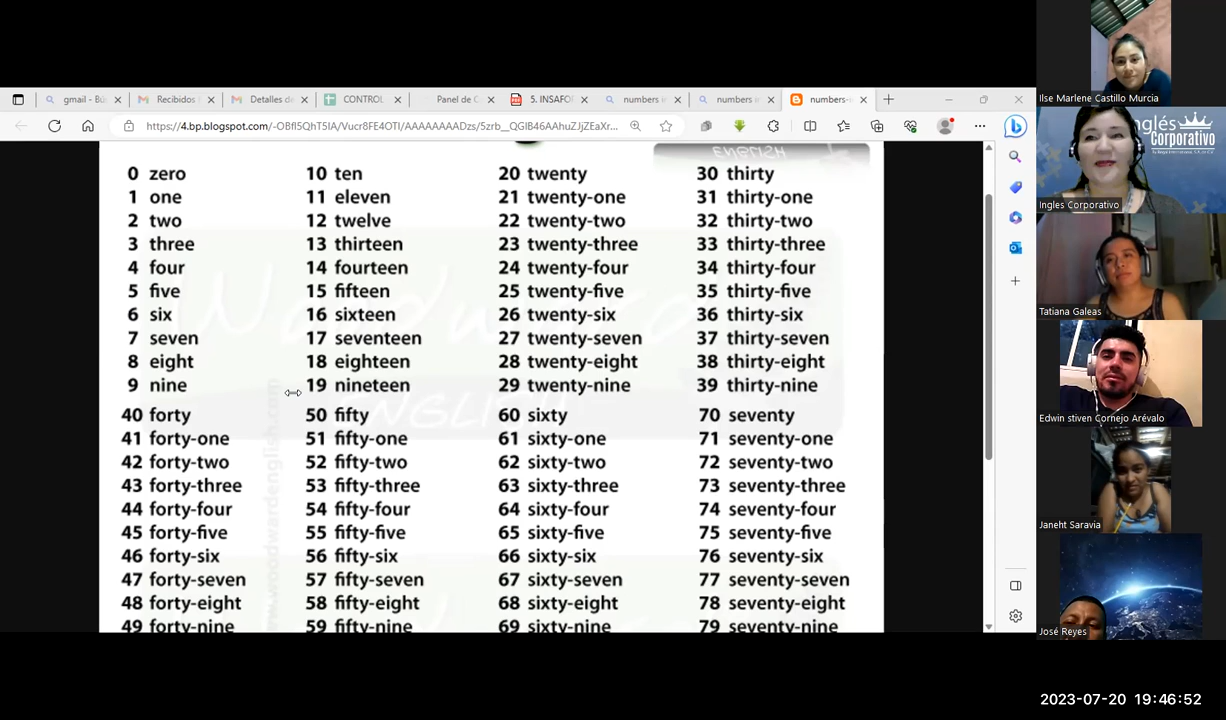 gmail - Bú
Recibidos
Detalles de
CONTROL
Panel de C
5. INSAFO
numbers i
numbers i
numbers-
https://4.bp.blogspot.com/-OBfl5QhT5IA/Vucr8FE4OTI/AAAAAAAADzs/5zrb__QGlB46AAhuZJjZEaXr...
ENGLISH
0 zero 10 ten 20 twenty 30 thirty
1 one 11 eleven 21 twenty-one 31 thirty-one
2 two 12 twelve 22 twenty-two 32 thirty-two
3 three 13 thirteen 23 twenty-three 33 thirty-three
4 four 14 fourteen 24 twenty-four 34 thirty-four
5 five 15 fifteen 25 twenty-five 35 thirty-five
6 six 16 sixteen 26 twenty-six 36 thirty-six
7 seven 17 seventeen 27 twenty-seven 37 thirty-seven
8 eight 18 eighteen 28 twenty-eight 38 thirty-eight
9 nine 19 nineteen 29 twenty-nine 39 thirty-nine
40 forty 50 fifty 60 sixty 70 seventy
41 forty-one 51 fifty-one 61 sixty-one 71 seventy-one
42 forty-two 52 fifty-two 62 sixty-two 72 seventy-two
43 forty-three 53 fifty-three 63 sixty-three 73 seventy-three
44 forty-four 54 fifty-four 64 sixty-four 74 seventy-four
45 forty-five 55 fifty-five 65 sixty-five 75 seventy-five
46 forty-six 56 fifty-six 66 sixty-six 76 seventy-six
47 forty-seven 57 fifty-seven 67 sixty-seven 77 seventy-seven
48 forty-eight 58 fifty-eight 68 sixty-eight 78 seventy-eight
49 forty-nine 59 fifty-nine 69 sixty-nine 79 seventy-nine
www.woodwardenglish.com
ENGLISH
Ilse Marlene Castillo Murcia
Inglés
Corporativo
Ingles Corporativo
Tatiana Galeas
Edwin stiven Cornejo Arévalo
Janeht Saravia
José Reyes
2023-07-20 19:46:52